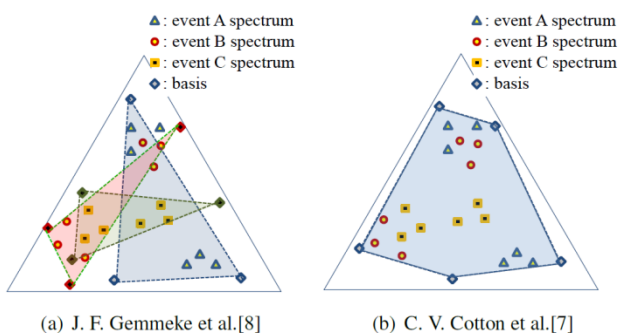 : event A spectrum
: event B spectrum
: event C spectrum
: basis
: event A spectrum
: event B spectrum
: event C spectrum
: basis
(a) J. F. Gemmeke et al.[8]
(b) C. V. Cotton et al.[7]